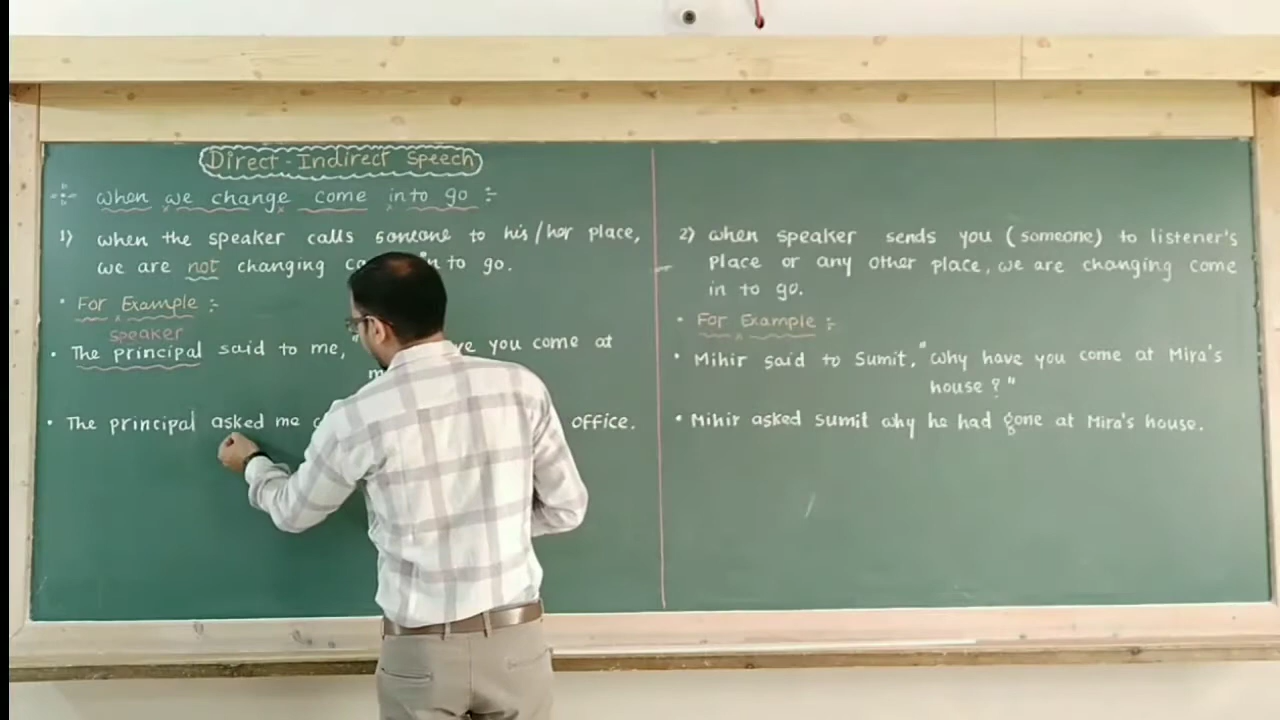 Direct-Indirect Speech
when we change come into go :-
1) when the speaker calls someone to his/her place,
we are not changing in to go.
• For Example :-
speaker
• The principal said to me, " you come at
• The principal asked me office.
2) when speaker sends you (someone) to listener's
place or any other place, we are changing come
in to go.
• For Example :-
• Mihir said to Sumit, "why have you come at Mira's
house?"
• Mihir asked sumit why he had gone at Mira's house.